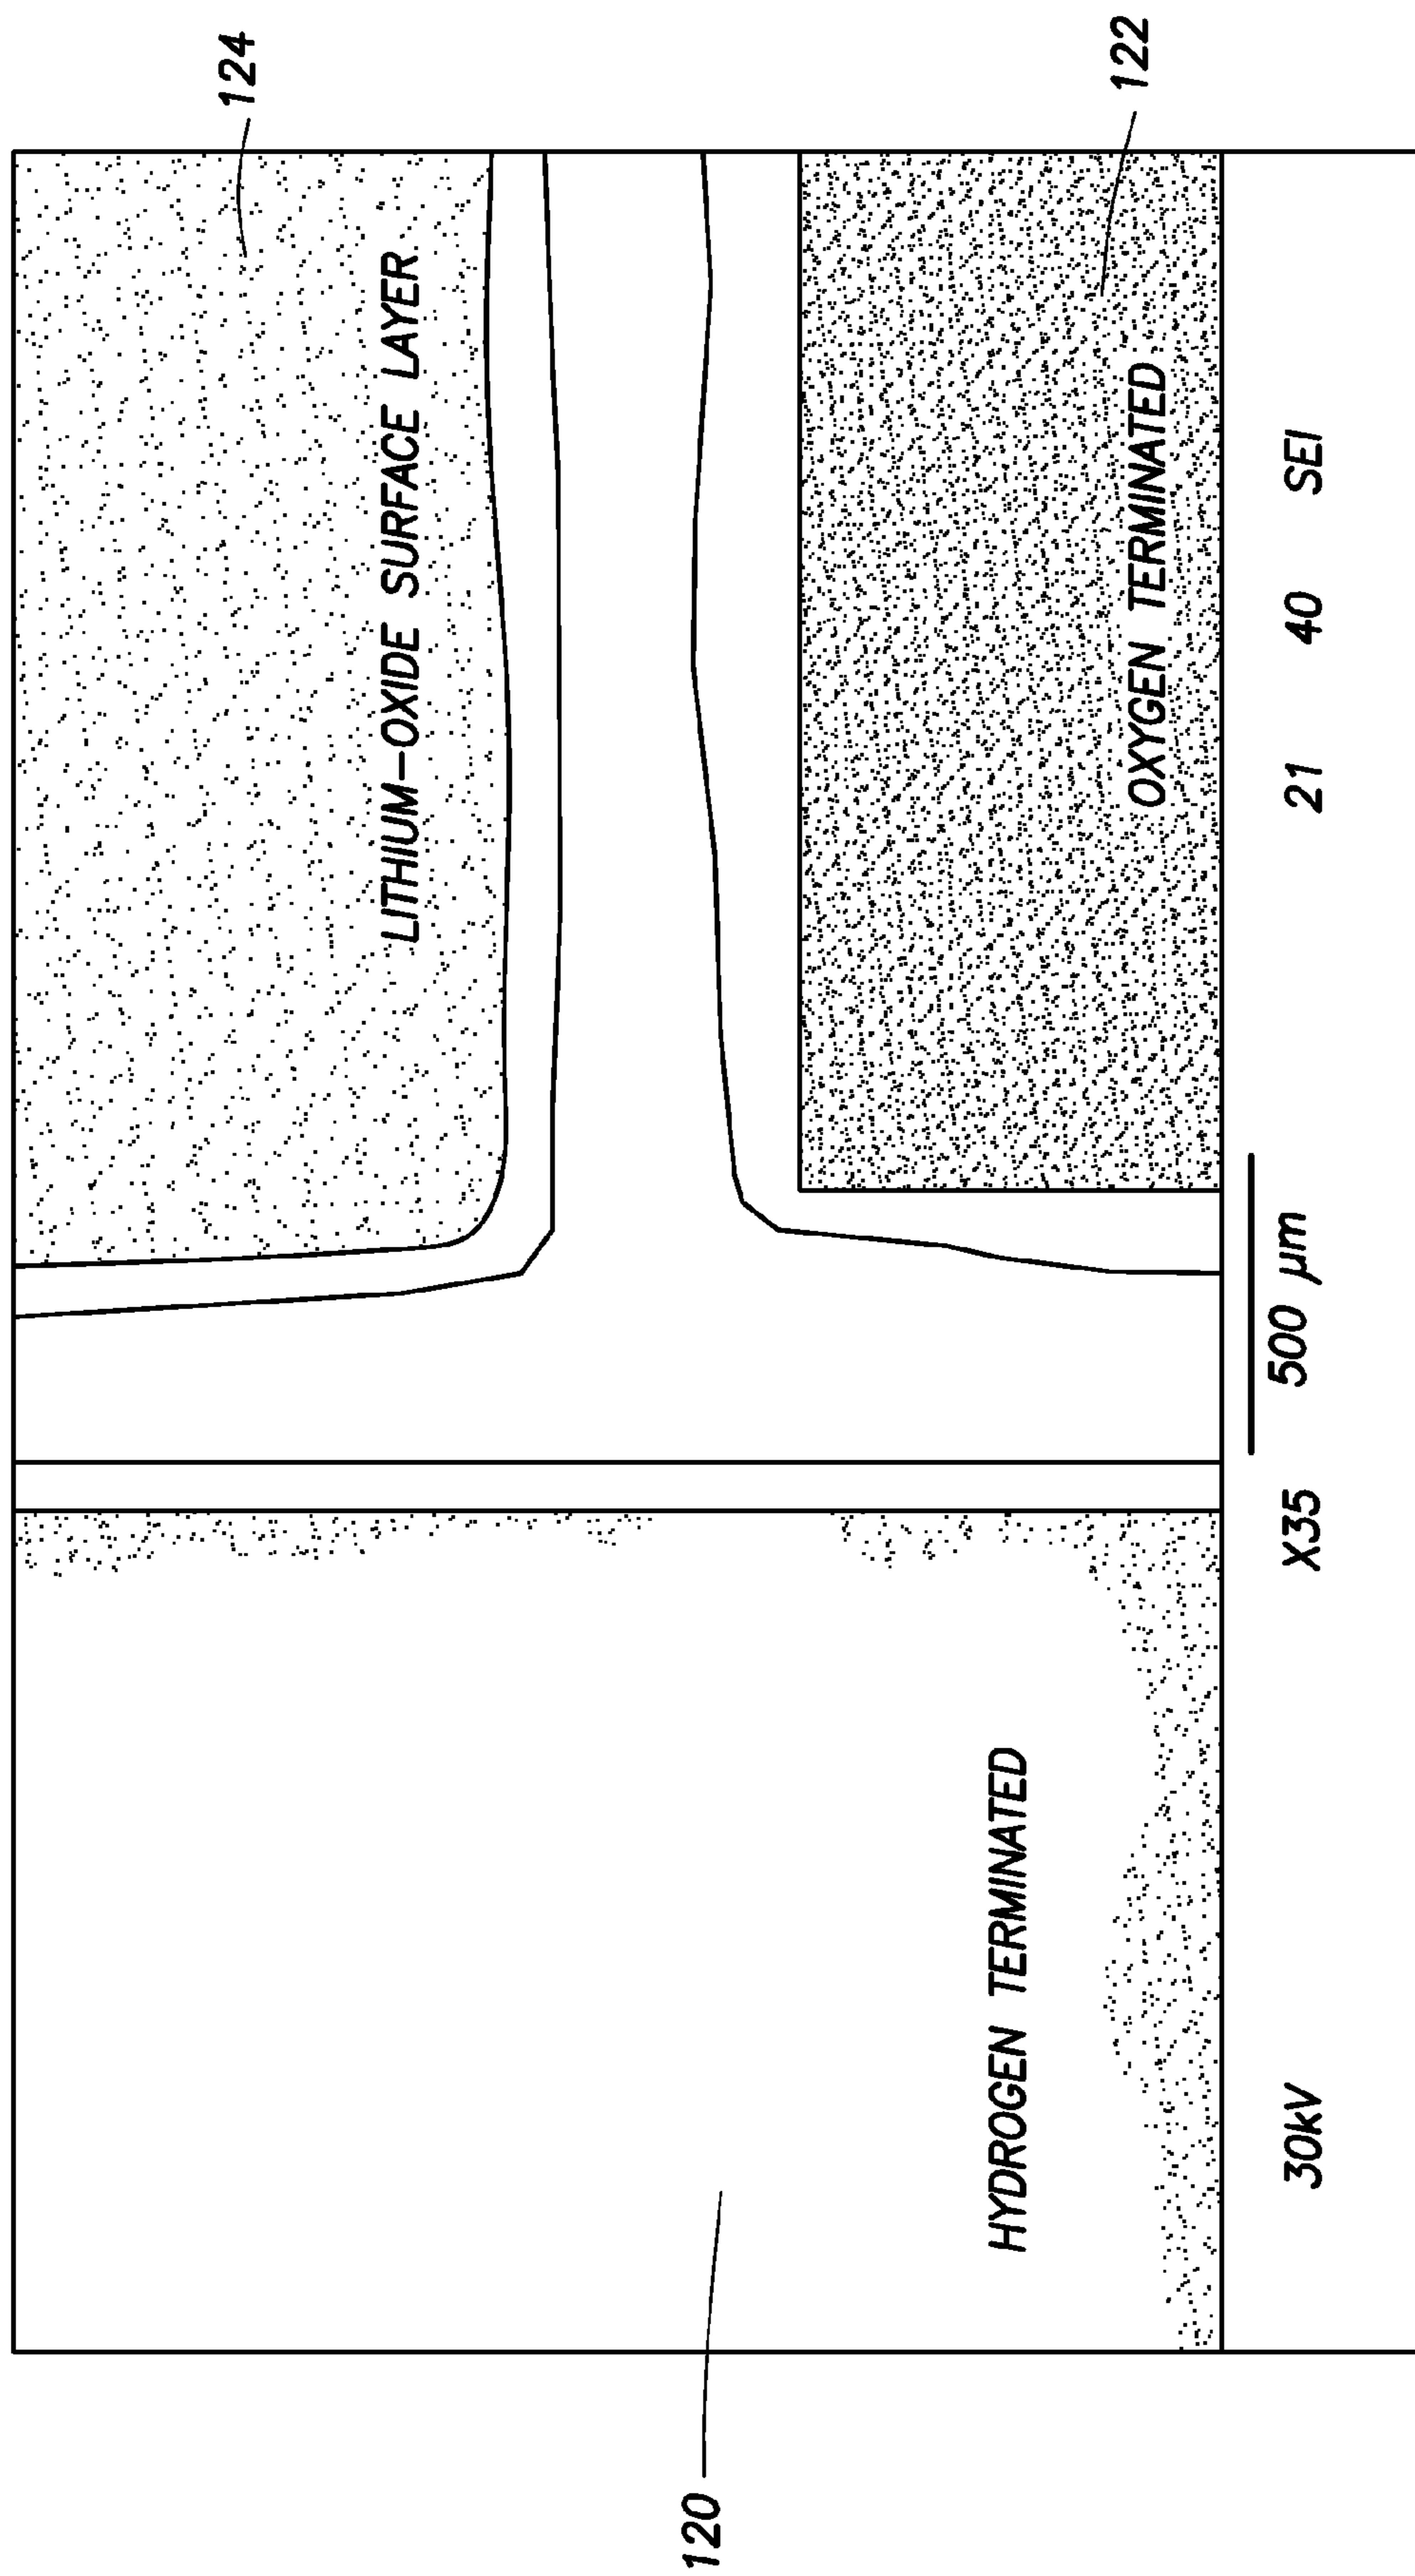 124
LITHIUM-OXIDE SURFACE LAYER
120
HYDROGEN TERMINATED
122
OXYGEN TERMINATED
30kV X35 500 µm 21 40 SEI